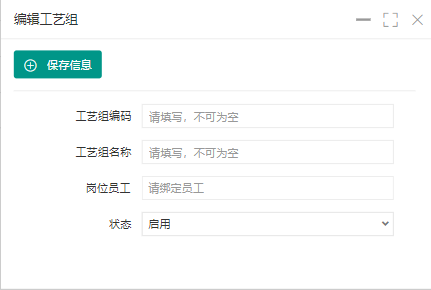 编辑工艺组
保存信息
工艺组编码 请填写，不可为空
工艺组名称 请填写，不可为空
岗位员工 请绑定员工
状态 启用